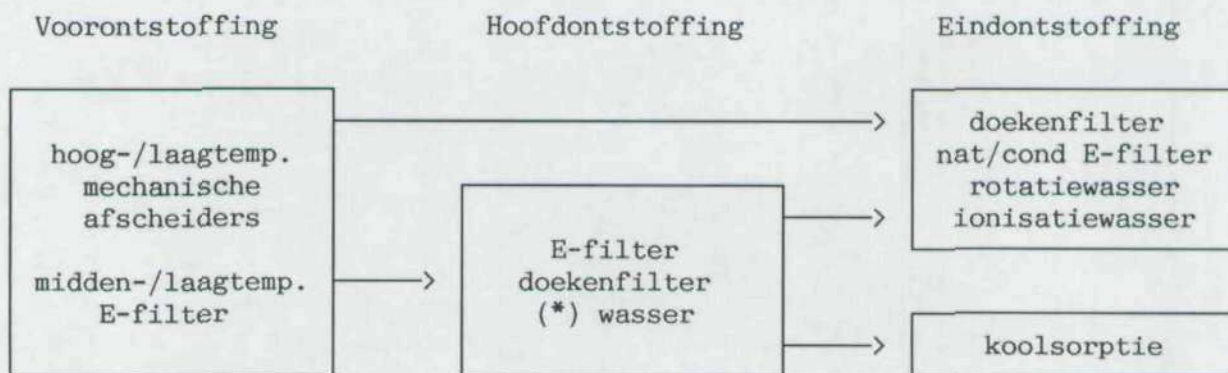 Voorontstoffing
Hoofdontstoffing
Eindontstoffing
hoog-/laagtemp.
mechanische
afscheiders
midden-/laagtemp.
E-filter
E-filter
doekenfilter
(*) wasser
doekenfilter
nat/cond E-filter
rotatiewasser
ionisatiewasser
koolsorptie